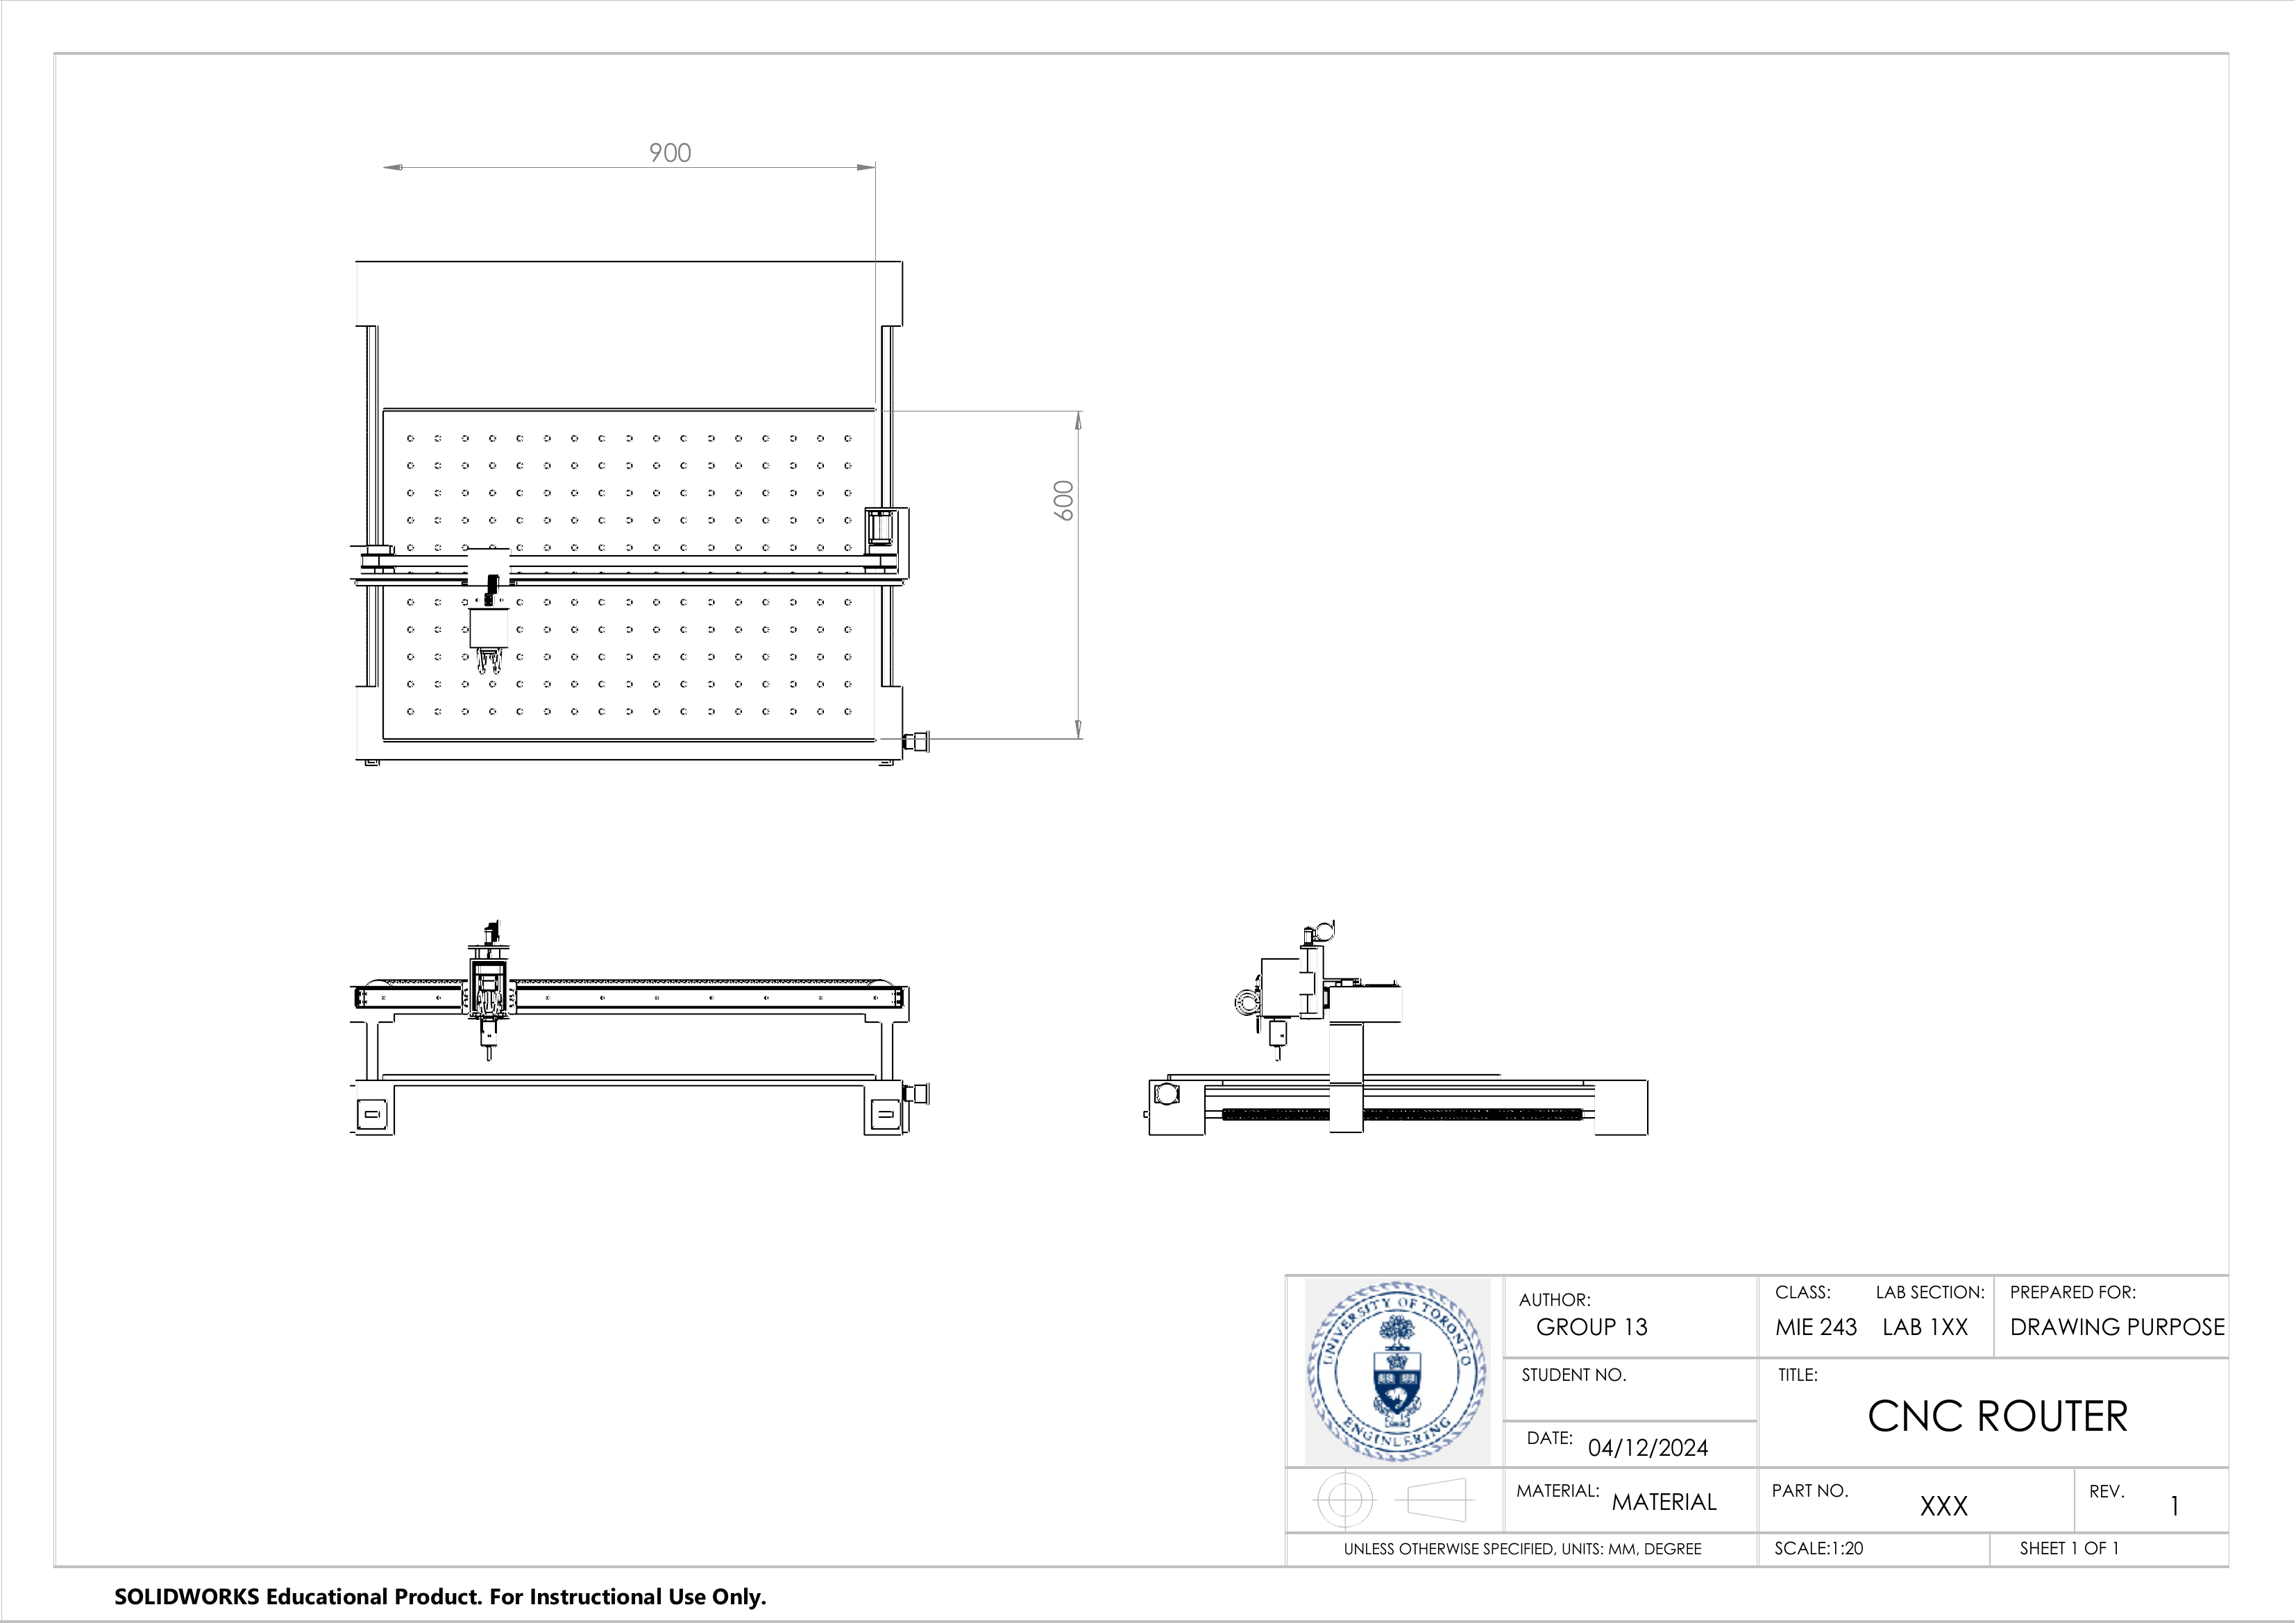 900
600
UNIVERSITY OF TORONTO
ENGINEERING
AUTHOR:
GROUP 13
CLASS: LAB SECTION: PREPARED FOR:
MIE 243 LAB 1XX DRAWING PURPOSE
STUDENT NO.
TITLE:
CNC ROUTER
DATE: 04/12/2024
MATERIAL: MATERIAL
PART NO.
XXX
REV.
1
UNLESS OTHERWISE SPECIFIED, UNITS: MM, DEGREE
SCALE:1:20
SHEET 1 OF 1
SOLIDWORKS Educational Product. For Instructional Use Only.